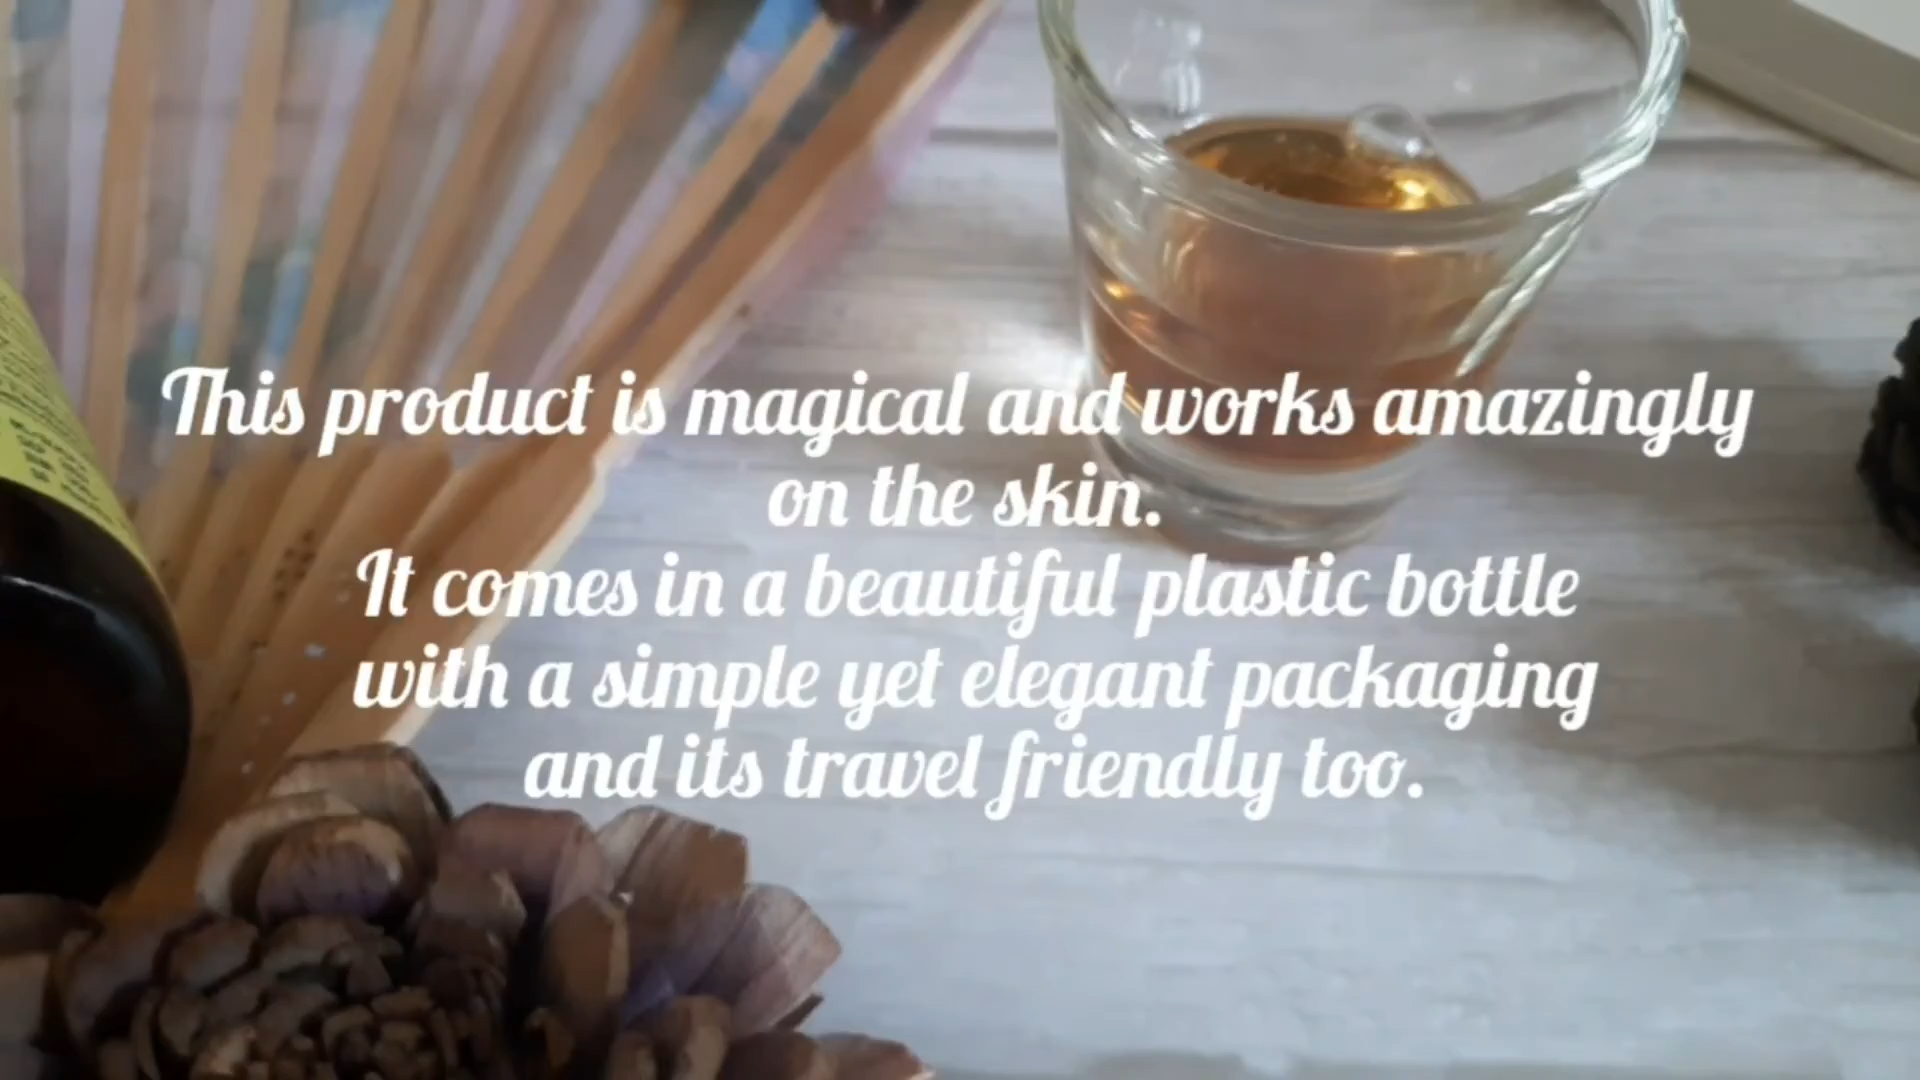 This product is magical and works amazingly
on the skin.
It comes in a beautiful plastic bottle
with a simple yet elegant packaging
and its travel friendly too.